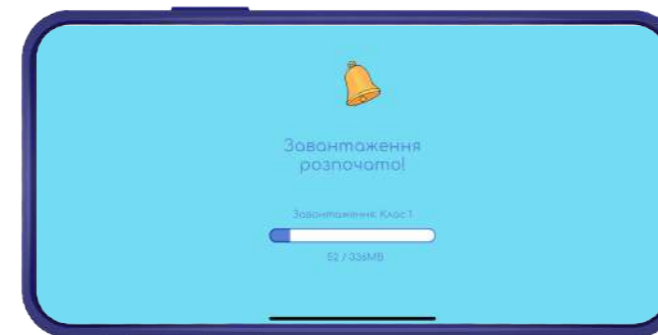 Завантаження
розпочато!
Завантаження: Клас 1
52 / 336MB